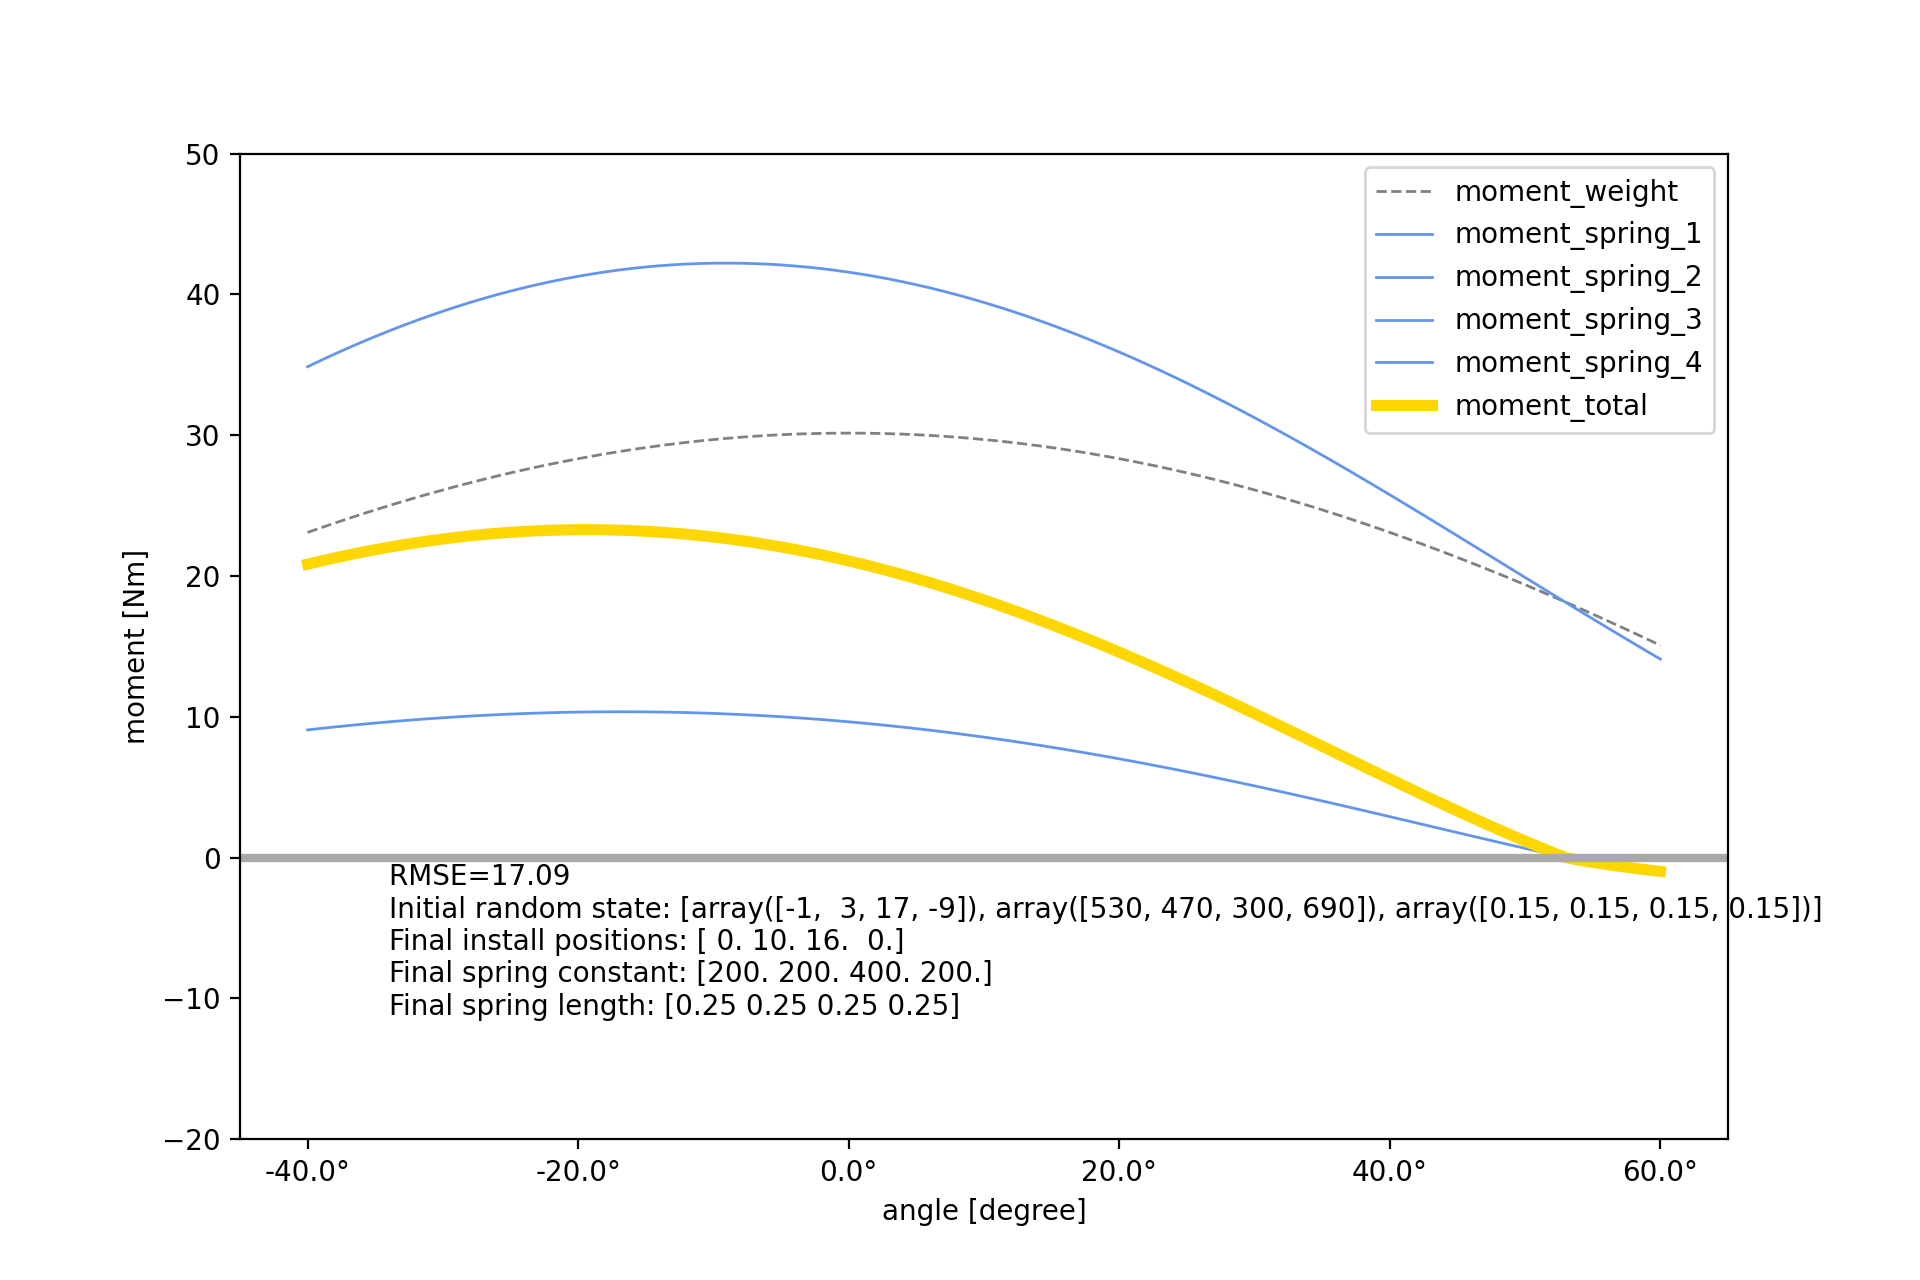 50
40
30
20
10
0
−10
−20
moment [Nm]
moment_weight
moment_spring_1
moment_spring_2
moment_spring_3
moment_spring_4
moment_total
RMSE=17.09
Initial random state: [array([-1,  3, 17, -9]), array([530, 470, 300, 690]), array([0.15, 0.15, 0.15, 0.15])]
Final install positions: [ 0. 10. 16.  0.]
Final spring constant: [200. 200. 400. 200.]
Final spring length: [0.25 0.25 0.25 0.25]
-40.0° -20.0° 0.0° 20.0° 40.0° 60.0°
angle [degree]